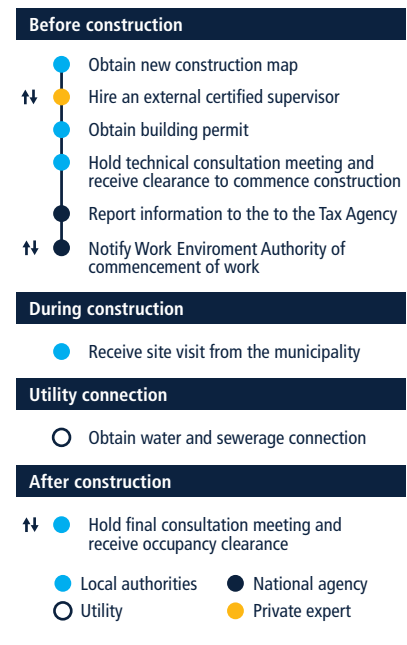 Before construction
Obtain new construction map
Hire an external certified supervisor
Obtain building permit
Hold technical consultation meeting and
receive clearance to commence construction
Report information to the to the Tax Agency
Notify Work Enviroment Authority of
commencement of work
During construction
Receive site visit from the municipality
Utility connection
Obtain water and sewerage connection
After construction
Hold final consultation meeting and
receive occupancy clearance
Local authorities
National agency
Utility
Private expert